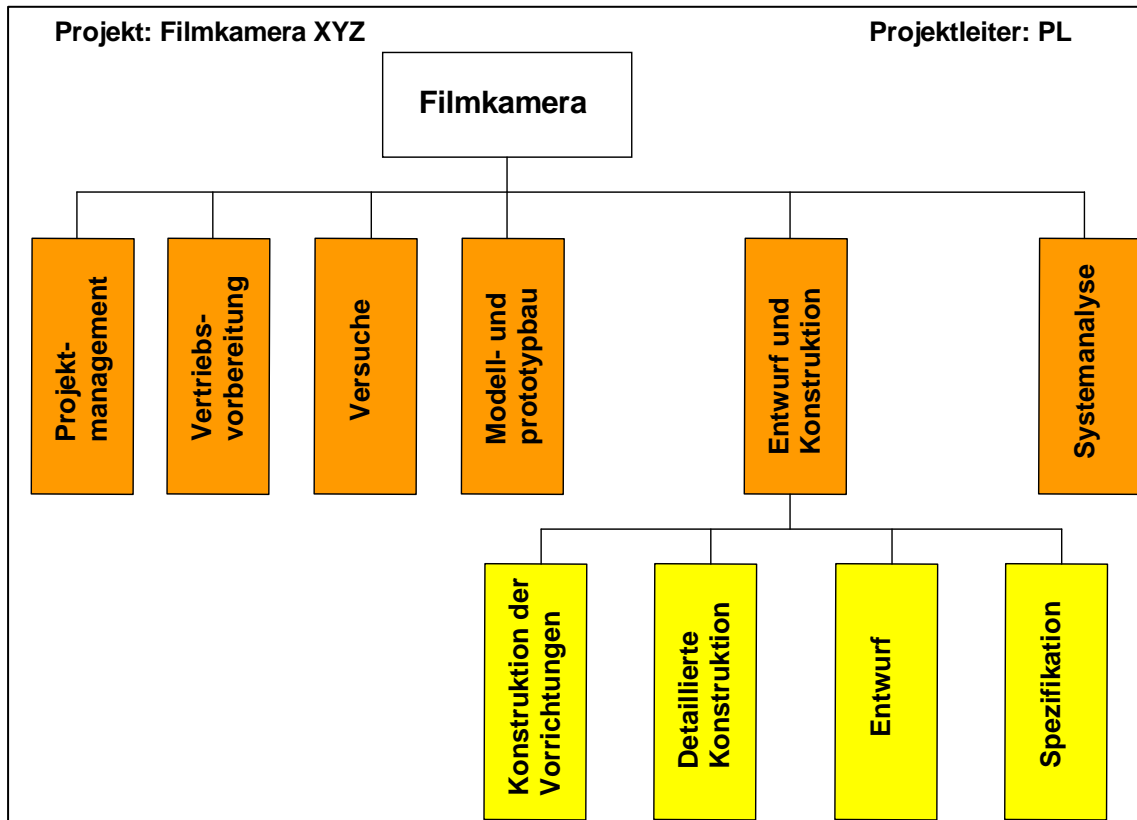 Projekt: Filmkamera XYZ
Projektleiter: PL
Filmkamera
Projekt-
management
Vertriebs-
vorbereitung
Versuche
Modell- und
prototypbau
Entwurf und
Konstruktion
Systemanalyse
Konstruktion der
Vorrichtungen
Detaillierte
Konstruktion
Entwurf
Spezifikation